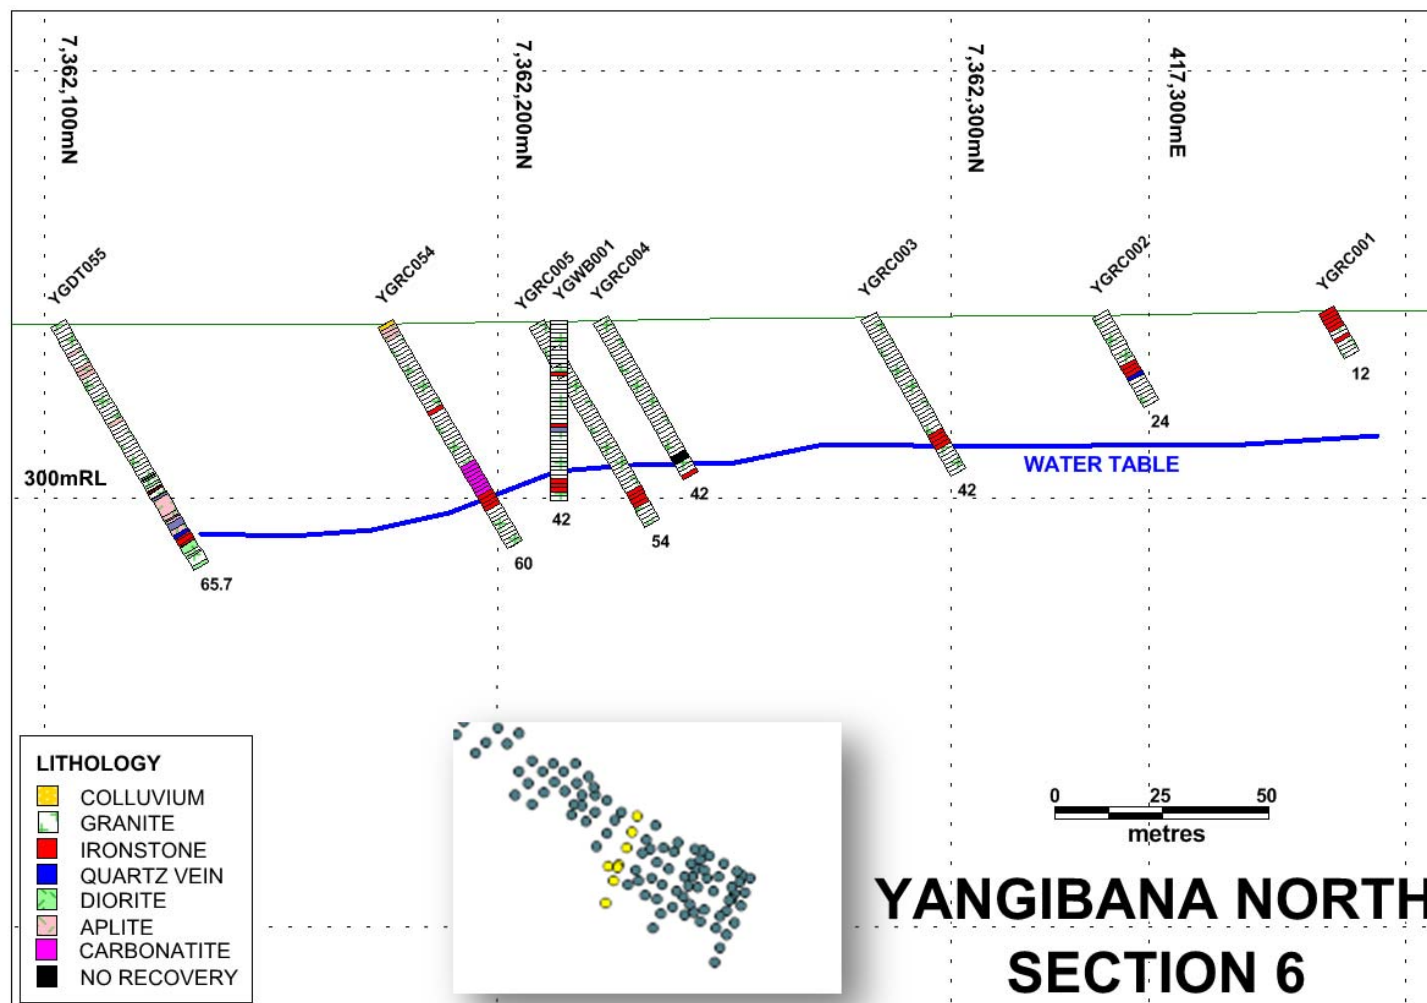 7,362,100mN
7,362,200mN
7,362,300mN
417,300mE
YGDT055
YGRC054
YGRC005
YGWB001
YGRC004
YGRC003
YGRC002
YGRC001
12
24
WATER TABLE
300mRL
42
42
42
54
60
65.7
LITHOLOGY
COLLUVIUM
GRANITE
IRONSTONE
QUARTZ VEIN
DIORITE
APLITE
CARBONATITE
NO RECOVERY
0 25 50
metres
YANGIBANA NORTH
SECTION 6